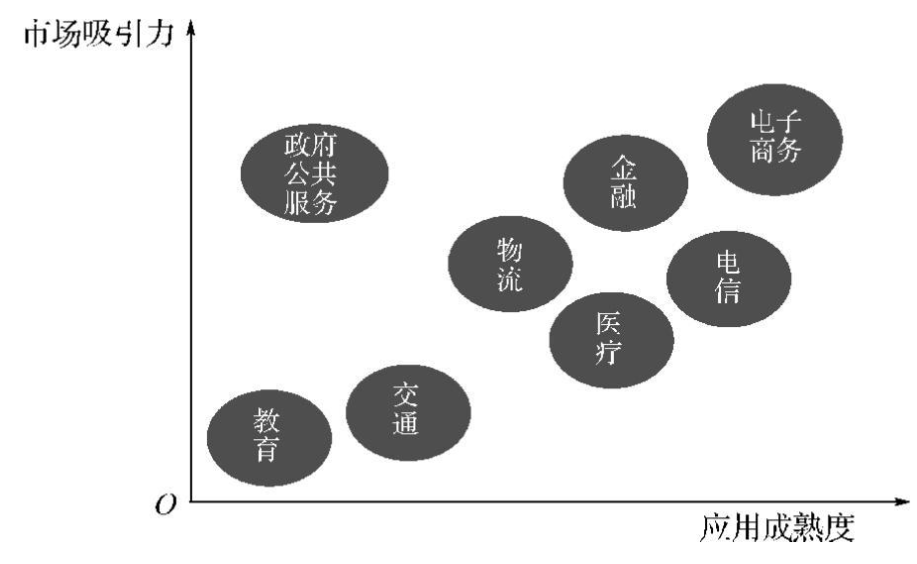 市场吸引力
政府
公共
服务
电子
商务
金
融
物
流
电
信
医
疗
交
通
教
育
O
应用成熟度